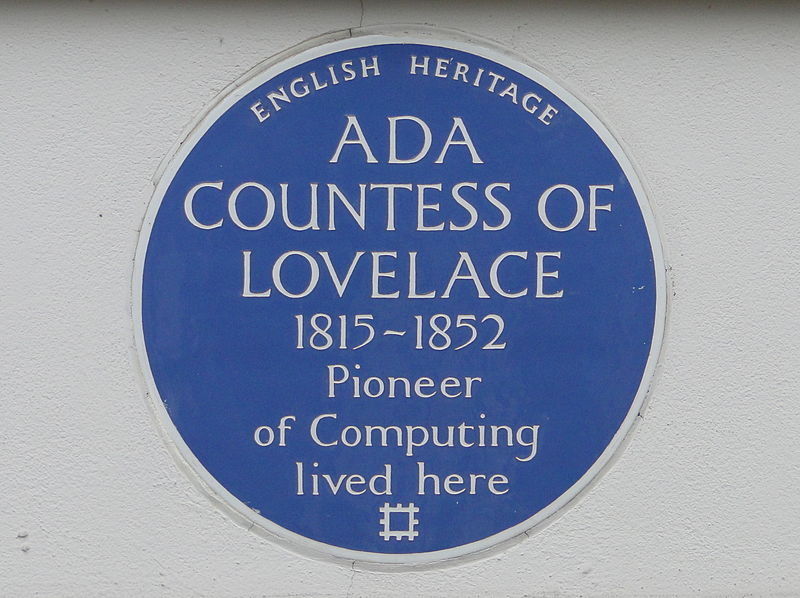 ENGLISH HERITAGE
ADA
COUNTESS OF
LOVELACE
1815~1852
Pioneer
of Computing
lived here